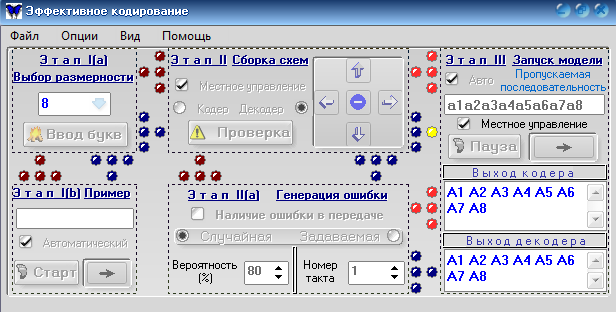 Эффективное кодирование
Файл Опции Вид Помощь
Э т а п I(a)
Выбор размерности
8
Ввод букв
Э т а п I(b) Пример
Автоматический
Старт
Э т а п II Сборка схем
Местное управление
Кодер Декодер
Проверка
Э т а п II(a) Генерация ошибки
Наличие ошибки в передаче
Случайная Задаваемая
Вероятность
(%)
80
Номер
такта
1
Э т а п III Запуск модели
Авто
Пропускаемая
последовательность
a1a2a3a4a5a6a7a8
Местное управление
Пауза
Выход кодера
A1 A2 A3 A4 A5 A6
A7 A8
Выход декодера
A1 A2 A3 A4 A5 A6
A7 A8